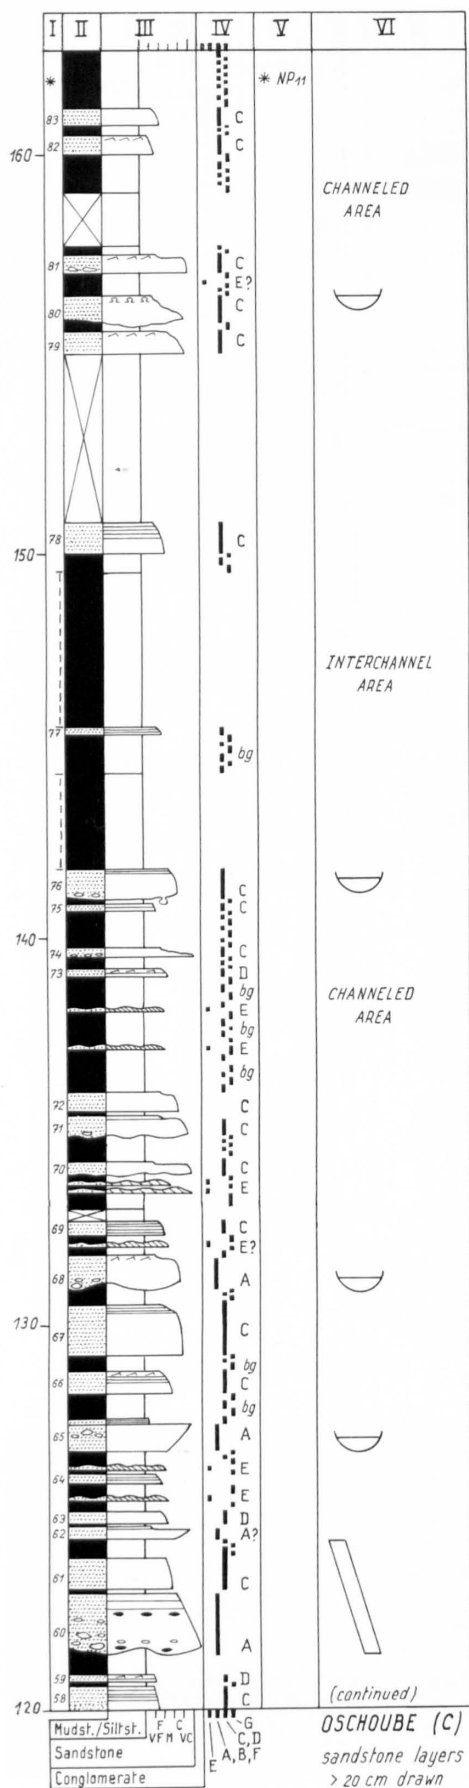 I II III IV V VI
* * NP11
83 C
82 C
160
CHANNELED
AREA
81 C
E?
80 C
79 C
78 C
150
INTERCHANNEL
AREA
77 bg
76 C
75 C
140
74 C
73 D
bg
CHANNELED
AREA
E
bg
E
bg
72 C
71 C
70 C
E
69 C
E?
68 A
130
67 C
bg
66 C
bg
65 A
E
64
E
63 D
62 A?
61 C
60 A
59 D
58 C
(continued)
120
Mudst./Siltst. F C G
VF M VC C, D
Sandstone A, B, F
E
Conglomerate
OSCHOUBE (C)
sandstone layers
> 20 cm drawn